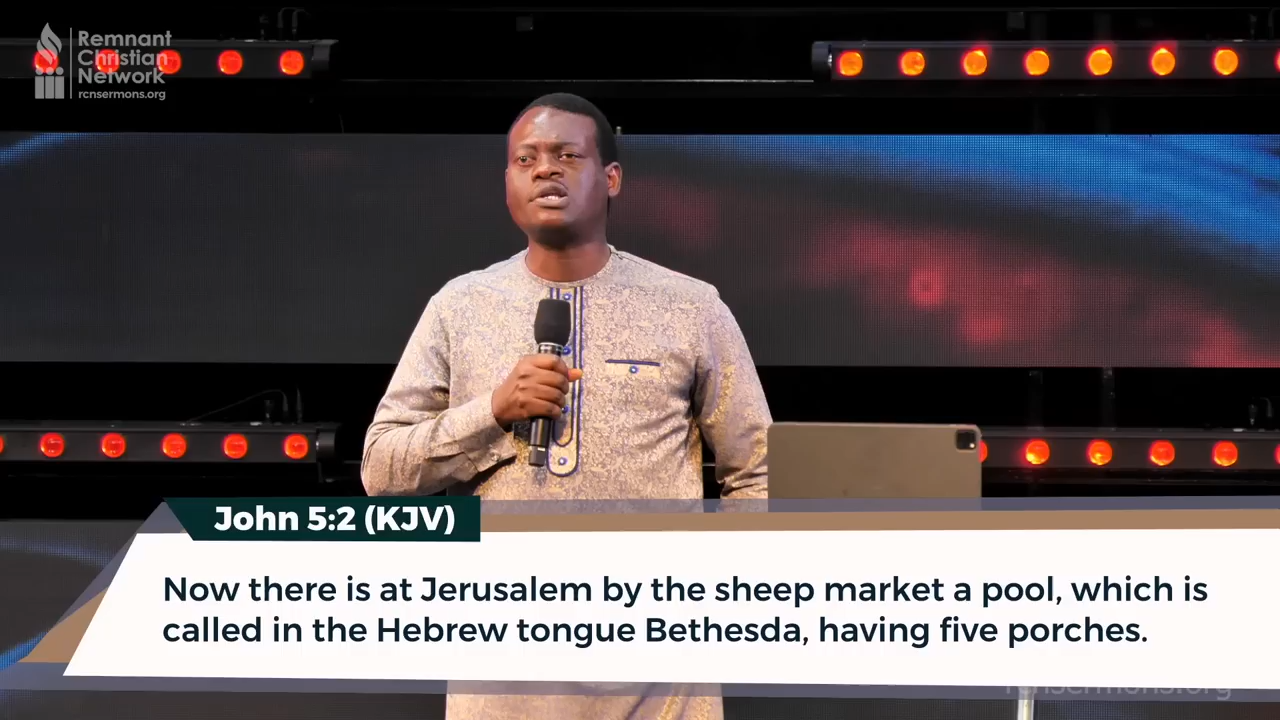 Remnant
Christian
Network
rcnsermons.org
John 5:2 (KJV)
Now there is at Jerusalem by the sheep market a pool, which is
called in the Hebrew tongue Bethesda, having five porches.
rcnsermons.org